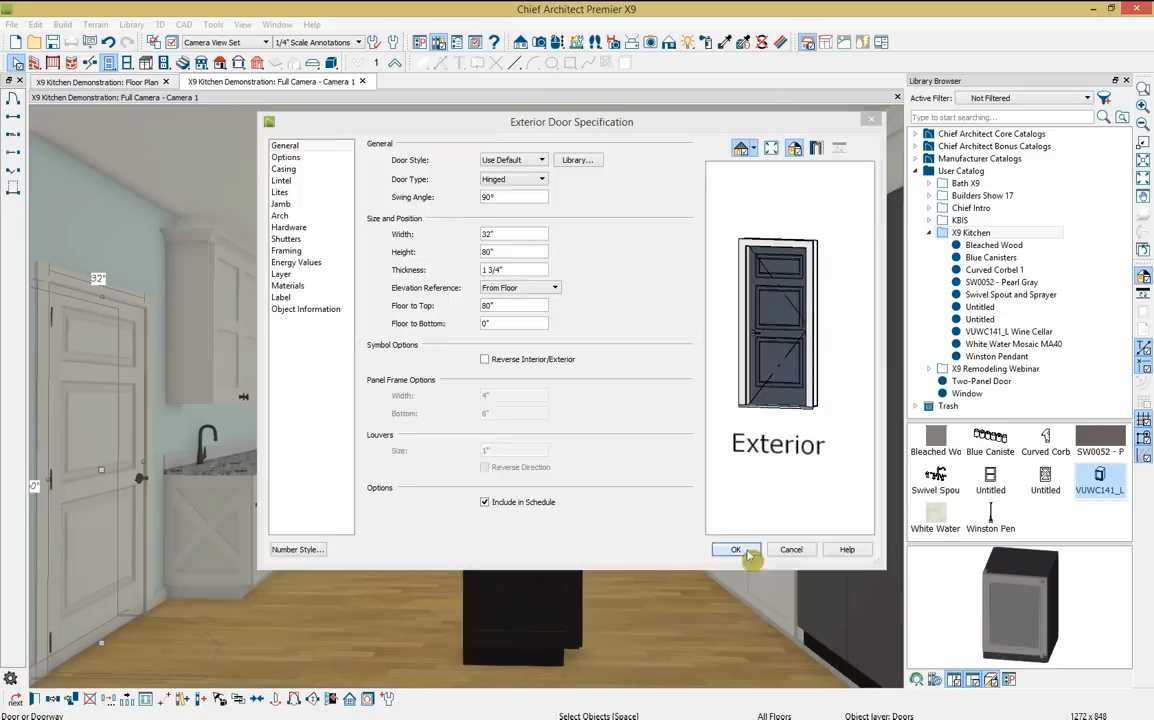 Chief Architect Premier X9
File Edit Build Terrain Library 3D CAD Tools View Window Help
Camera View Set 1/4" Scale Annotations
X9 Kitchen Demonstration: Floor Plan X9 Kitchen Demonstration: Full Camera - Camera 1
X9 Kitchen Demonstration: Full Camera - Camera 1
32"
0"
Exterior Door Specification
General
Options
Casing
Lintel
Lites
Jamb
Arch
Hardware
Shutters
Framing
Energy Values
Layer
Materials
Label
Object Information
Number Style...
General
Door Style: Use Default Library...
Door Type: Hinged
Swing Angle: 90°
Size and Position
Width: 32"
Height: 80"
Thickness: 1 3/4"
Elevation Reference: From Floor
Floor to Top: 80"
Floor to Bottom: 0"
Symbol Options
Reverse Interior/Exterior
Panel Frame Options
Width: 4"
Bottom: 8"
Louvers
Size: 1"
Reverse Direction
Options
Include in Schedule
Exterior
OK Cancel Help
Library Browser
Active Filter: Not Filtered
Type to start searching...
Chief Architect Core Catalogs
Chief Architect Bonus Catalogs
Manufacturer Catalogs
User Catalog
Bath X9
Builders Show 17
Chief Intro
KBIS
X9 Kitchen
Bleached Wood
Blue Canisters
Curved Corbel 1
SW0052 - Pearl Gray
Swivel Spout and Sprayer
Untitled
Untitled
VUWC141_L Wine Cellar
White Water Mosaic MA40
Winston Pendant
X9 Remodeling Webinar
Two-Panel Door
Window
Trash
Bleached Wo Blue Caniste Curved Corb SW0052 - P
Swivel Spou Untitled Untitled VUWC141_L
White Water Winston Pen
next
Door or Doorway Select Objects [Space] All Floors Object layer: Doors 1272 x 848